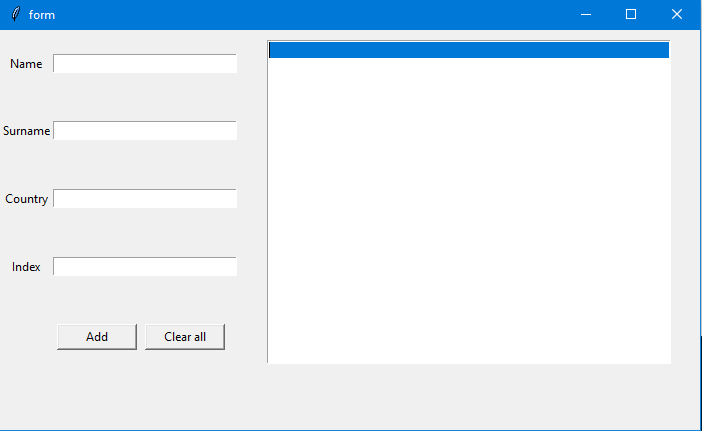 form
Name
Surname
Country
Index
Add
Clear all